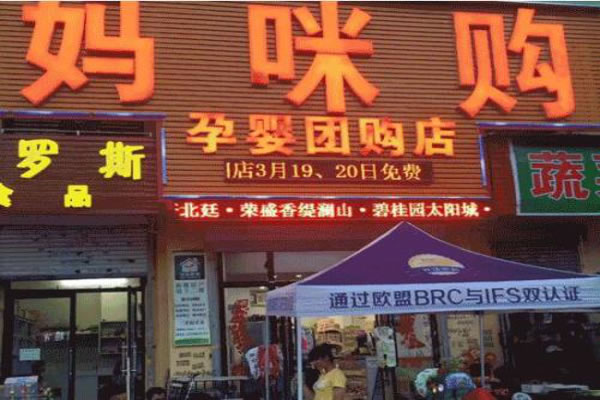 妈咪购
孕婴团购店
店3月19、20日免费
北廷·荣盛香缇澜山·碧桂园太阳城·
罗斯
食品
蔬菜
通过欧盟BRC与IFS双认证